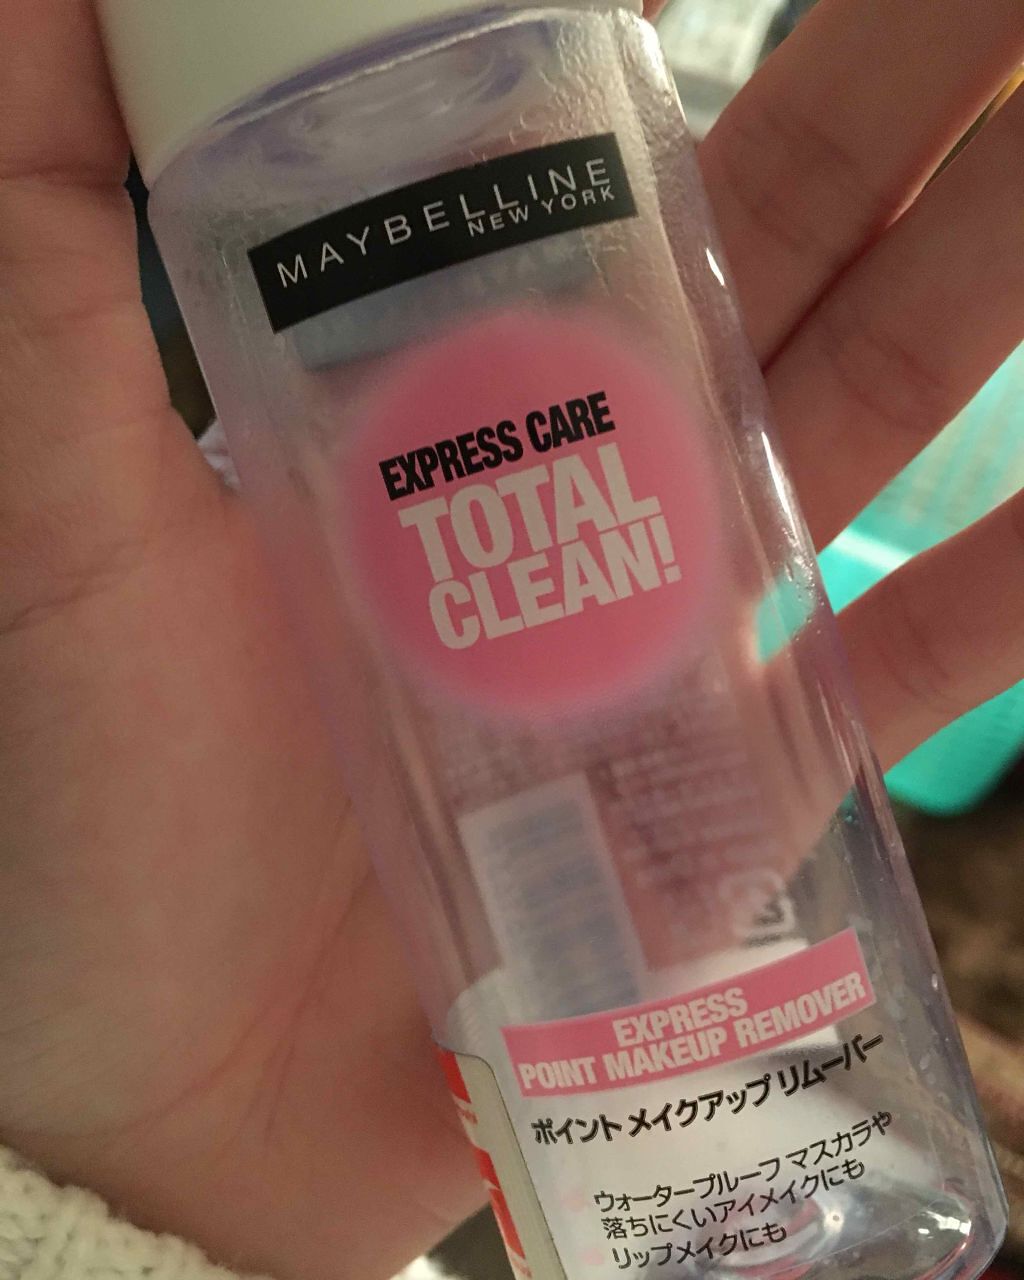 MAYBELLINE
NEW YORK
EXPRESS CARE
TOTAL
CLEAN!
EXPRESS
POINT MAKEUP REMOVER
ポイント メイクアップ リムーバー
ウォータープルーフ マスカラや
落ちにくいアイメイクにも
リップメイクにも